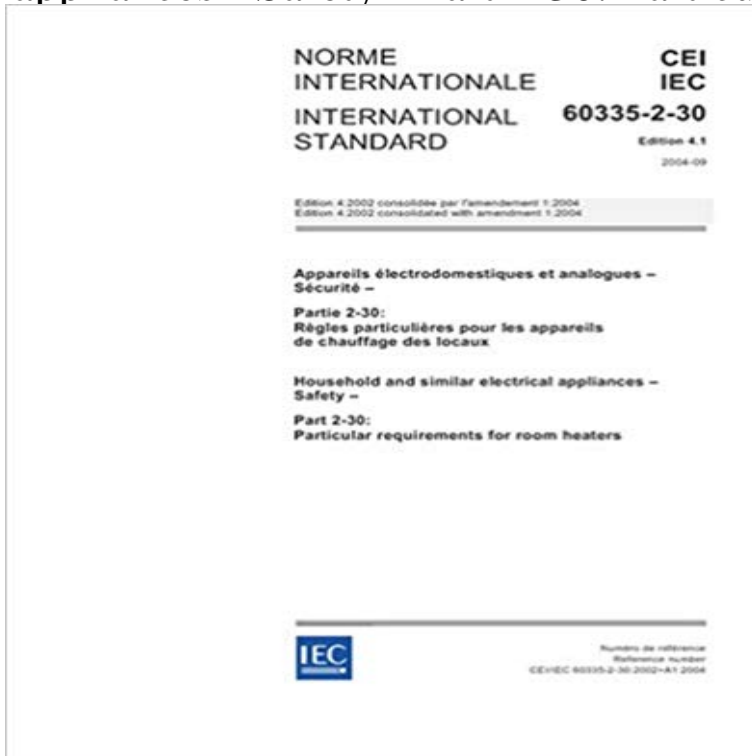 NORME
INTERNATIONALE
CEI
IEC
INTERNATIONAL
STANDARD
60335-2-30
Edition 4.1
2004-09
Edition 4:2002 consolidée par l'amendement 1:2004
Edition 4:2002 consolidated with amendment 1:2004
Appareils électrodomestiques et analogues –
Sécurité –
Partie 2-30:
Règles particulières pour les appareils
de chauffage des locaux
Household and similar electrical appliances –
Safety –
Part 2-30:
Particular requirements for room heaters
IEC
Numéro de référence
Reference number
CEI/IEC 60335-2-30:2002+A1:2004